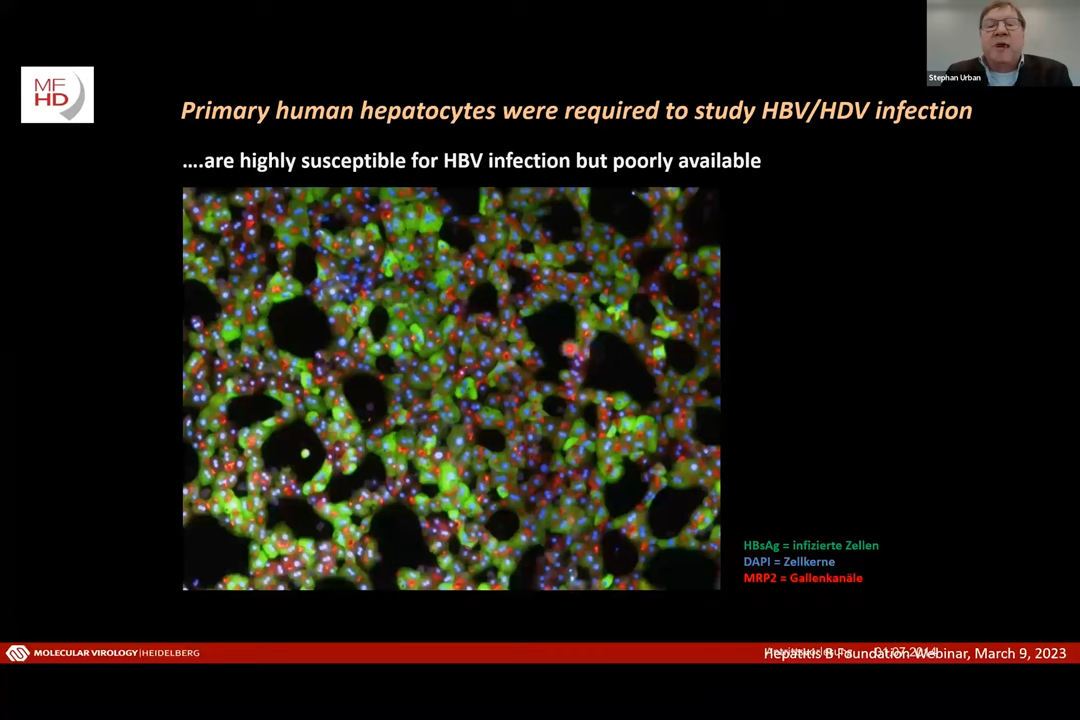 Stephan Urban
MF
HD
Primary human hepatocytes were required to study HBV/HDV infection
….are highly susceptible for HBV infection but poorly available
HBsAg = infizierte Zellen
DAPI = Zellkerne
MRP2 = Gallenkanäle
MOLECULAR VIROLOGY|HEIDELBERG
Hepatitis B Foundation Webinar, March 9, 2023